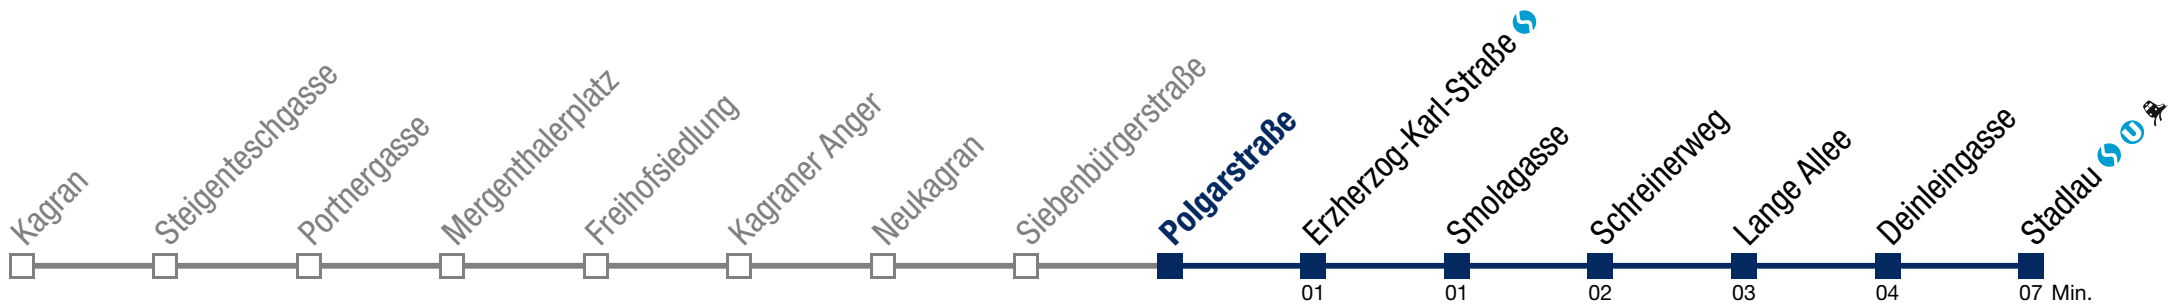 Kagran
Steigenteschgasse
Portnergasse
Mergenthalerplatz
Freihofsiedlung
Kagraner Anger
Neukagran
Siebenbürgerstraße
Polgarstraße
Erzherzog-Karl-Straße S
Smolagasse
Schreinerweg
Lange Allee
Deinleingasse
Stadlau S U
01 01 02 03 04 07 Min.